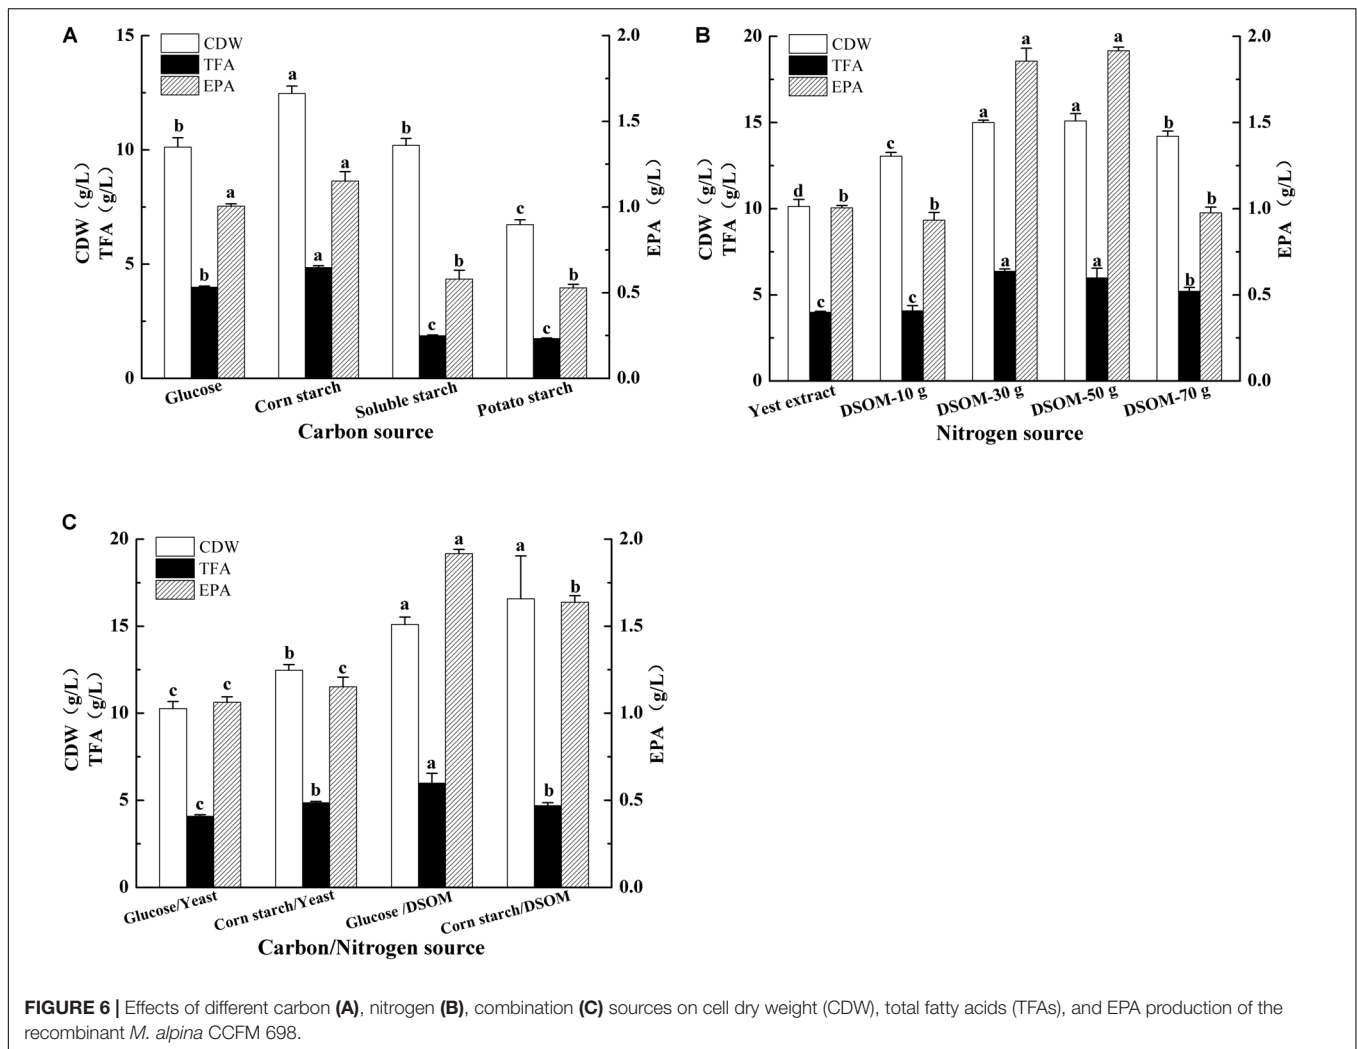 A
15
10
5
0
CDW（g/L）
TFA（g/L）
CDW
TFA
EPA
b
b
a
a
a
a
b
c
b
c
c
b
2.0
1.5
1.0
0.5
0.0
EPA（g/L）
Glucose
Corn starch
Soluble starch
Potato starch
Carbon source
B
20
15
10
5
0
CDW（g/L）
TFA（g/L）
CDW
TFA
EPA
d
c
b
c
c
b
a
a
a
a
a
a
b
b
b
2.0
1.5
1.0
0.5
0.0
EPA（g/L）
Yest extract
DSOM-10 g
DSOM-30 g
DSOM-50 g
DSOM-70 g
Nitrogen source
C
20
15
10
5
0
CDW（g/L）
TFA（g/L）
CDW
TFA
EPA
c
c
c
b
b
c
a
a
a
a
b
b
2.0
1.5
1.0
0.5
0.0
EPA（g/L）
Glucose/Yeast
Corn starch/Yeast
Glucose /DSOM
Corn starch/DSOM
Carbon/Nitrogen source
FIGURE 6 | Effects of different carbon (A), nitrogen (B), combination (C) sources on cell dry weight (CDW), total fatty acids (TFAs), and EPA production of the
recombinant M. alpina CCFM 698.